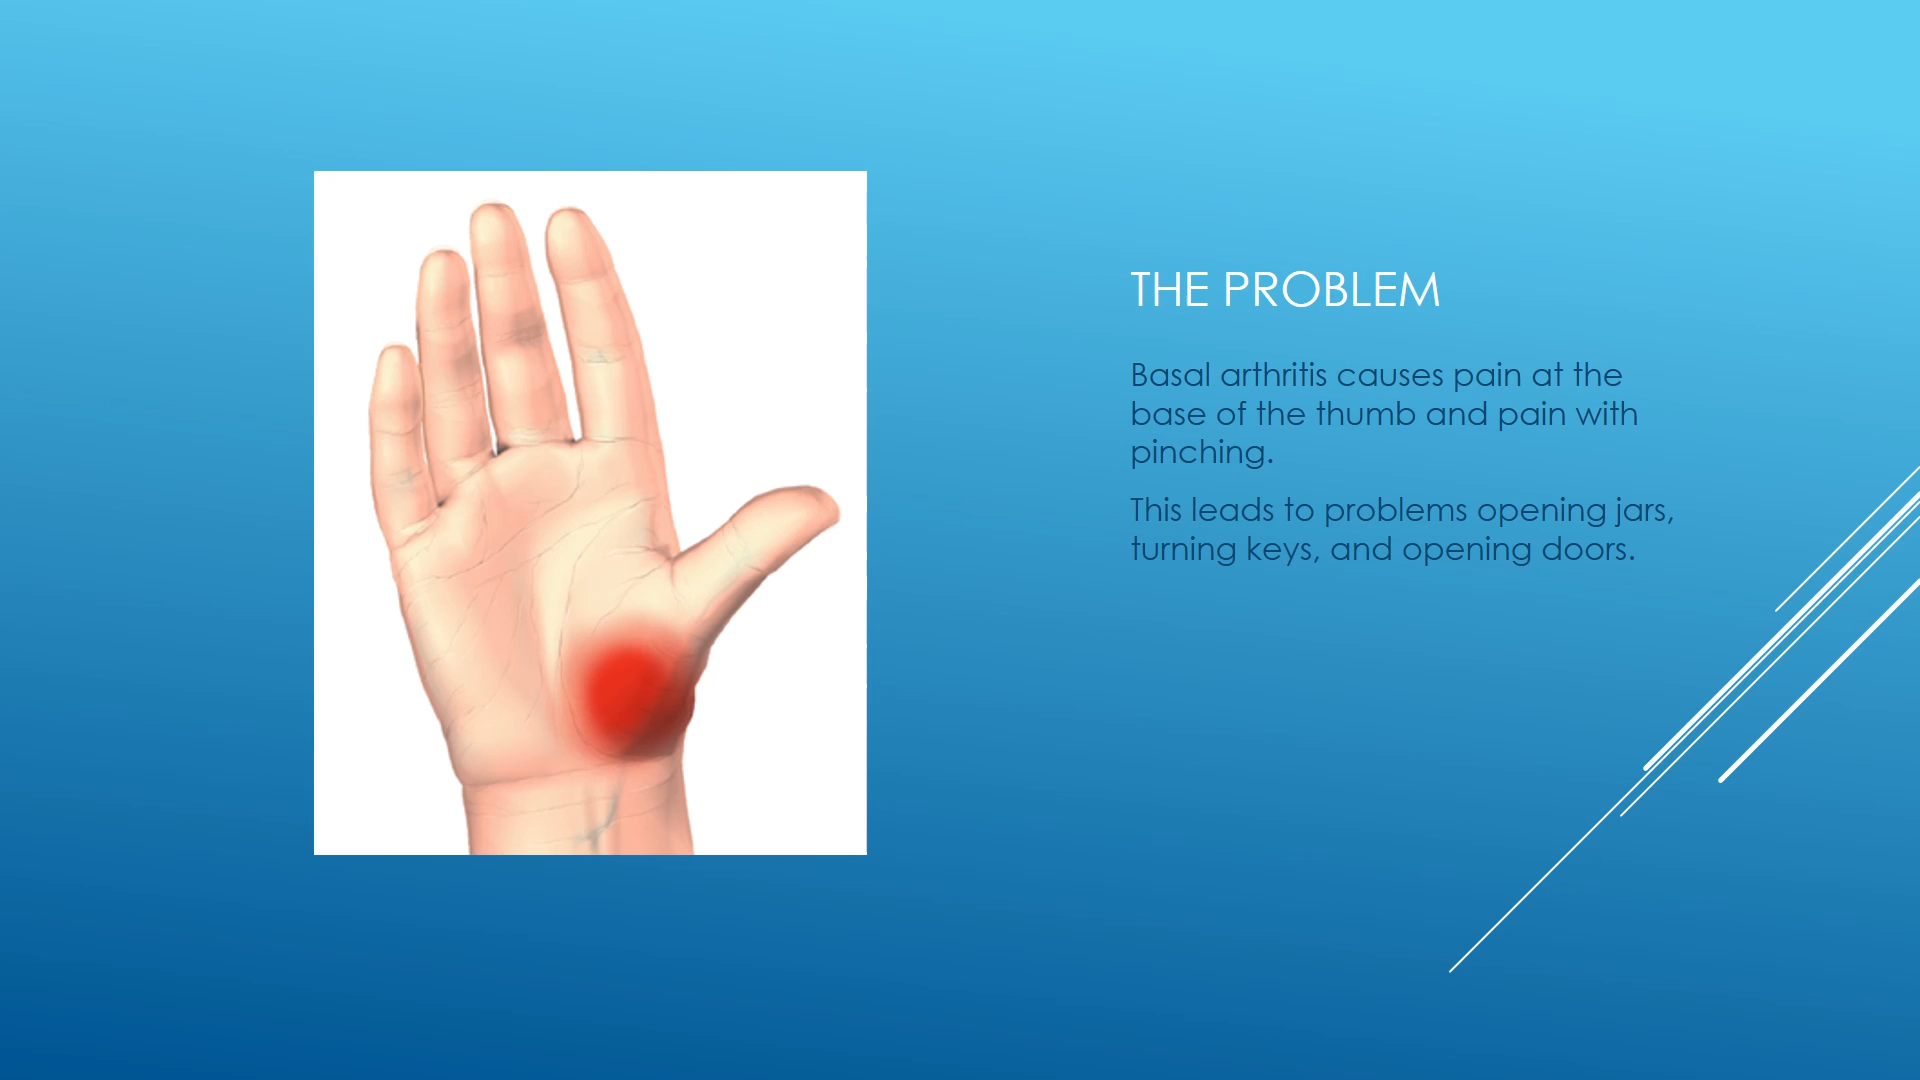 THE PROBLEM
Basal arthritis causes pain at the
base of the thumb and pain with
pinching.
This leads to problems opening jars,
turning keys, and opening doors.